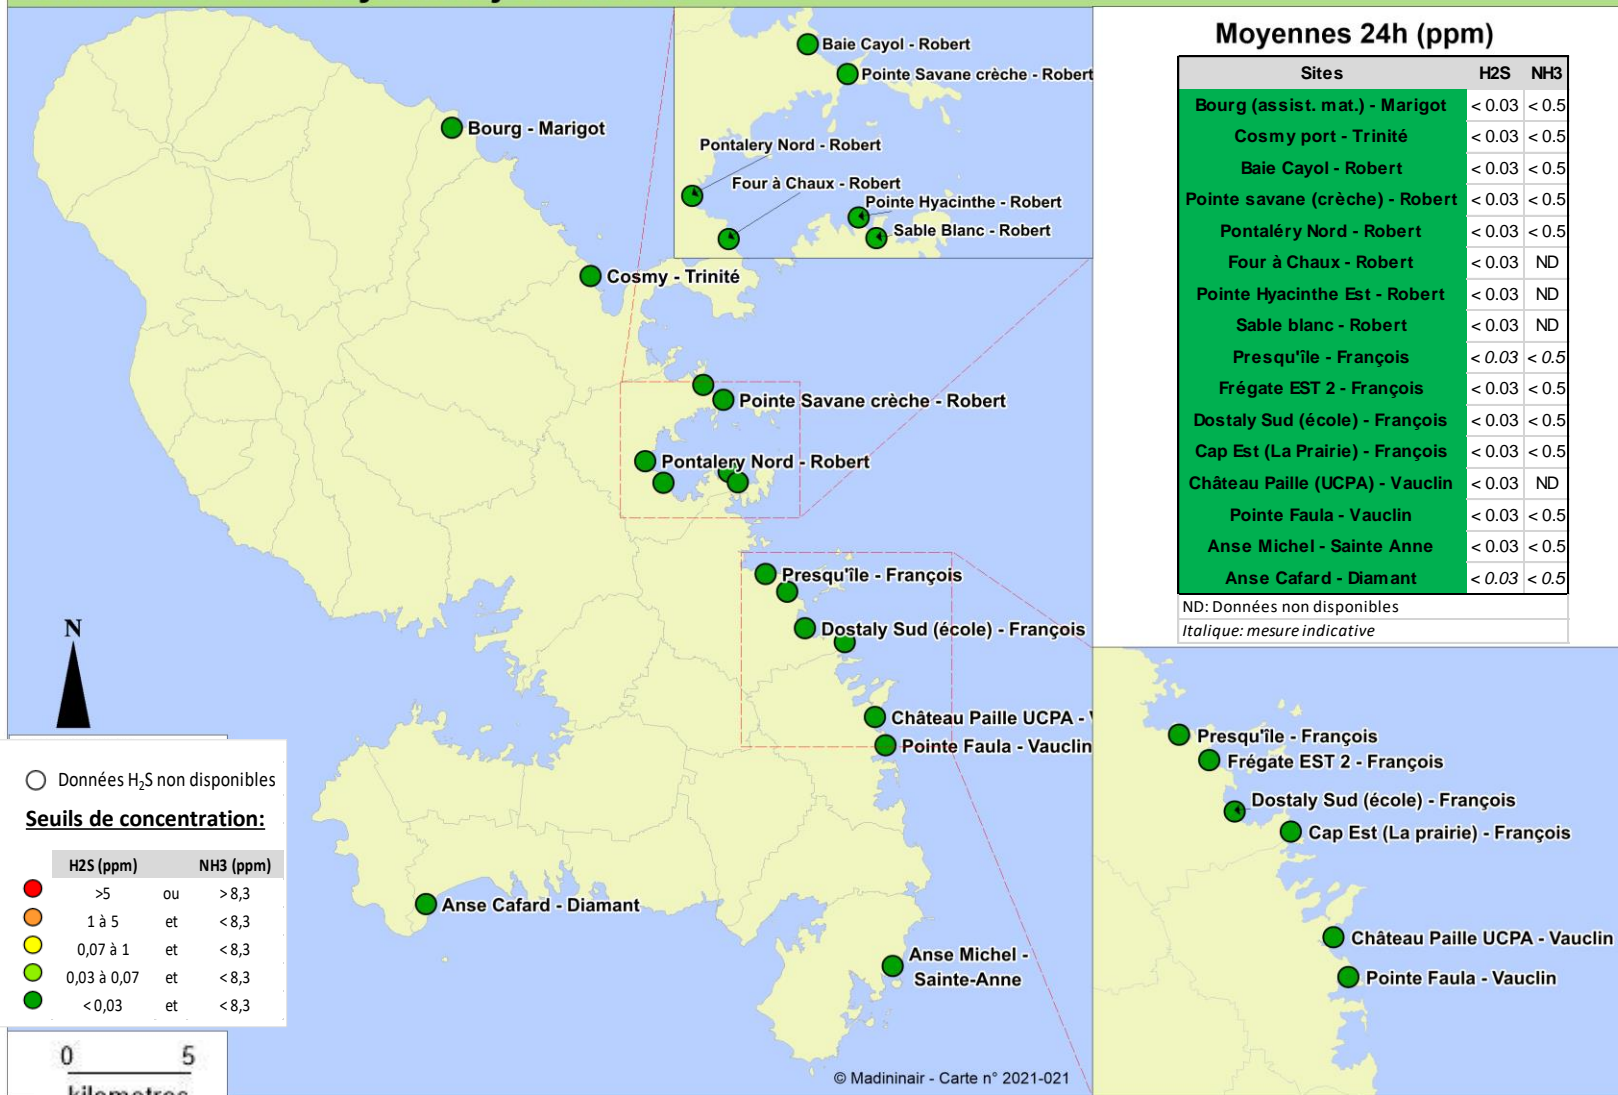 Bourg - Marigot
Cosmy - Trinité
Pointe Savane crèche - Robert
Pontalery Nord - Robert
Presqu'île - François
Dostaly Sud (école) - François
Château Paille UCPA -
Pointe Faula - Vauclin
Anse Cafard - Diamant
Anse Michel -
Sainte-Anne
N
Baie Cayol - Robert
Pointe Savane crèche - Robert
Pontalery Nord - Robert
Four à Chaux - Robert
Pointe Hyacinthe - Robert
Sable Blanc - Robert
Moyennes 24h (ppm)
Sites H2S NH3
Bourg (assist. mat.) - Marigot < 0.03 < 0.5
Cosmy port - Trinité < 0.03 < 0.5
Baie Cayol - Robert < 0.03 < 0.5
Pointe savane (crèche) - Robert < 0.03 < 0.5
Pontaléry Nord - Robert < 0.03 < 0.5
Four à Chaux - Robert < 0.03 ND
Pointe Hyacinthe Est - Robert < 0.03 ND
Sable blanc - Robert < 0.03 ND
Presqu'île - François < 0.03 < 0.5
Frégate EST 2 - François < 0.03 < 0.5
Dostaly Sud (école) - François < 0.03 < 0.5
Cap Est (La Prairie) - François < 0.03 < 0.5
Château Paille (UCPA) - Vauclin < 0.03 ND
Pointe Faula - Vauclin < 0.03 < 0.5
Anse Michel - Sainte Anne < 0.03 < 0.5
Anse Cafard - Diamant < 0.03 < 0.5
ND: Données non disponibles
Italique: mesure indicative
Presqu'île - François
Frégate EST 2 - François
Dostaly Sud (école) - François
Cap Est (La prairie) - François
Château Paille UCPA - Vauclin
Pointe Faula - Vauclin
Données H₂S non disponibles
Seuils de concentration:
H2S (ppm) NH3 (ppm)
>5 ou > 8,3
1 à 5 et < 8,3
0,07 à 1 et < 8,3
0,03 à 0,07 et < 8,3
< 0,03 et < 8,3
0 5
kilometres
© Madininair - Carte n° 2021-021